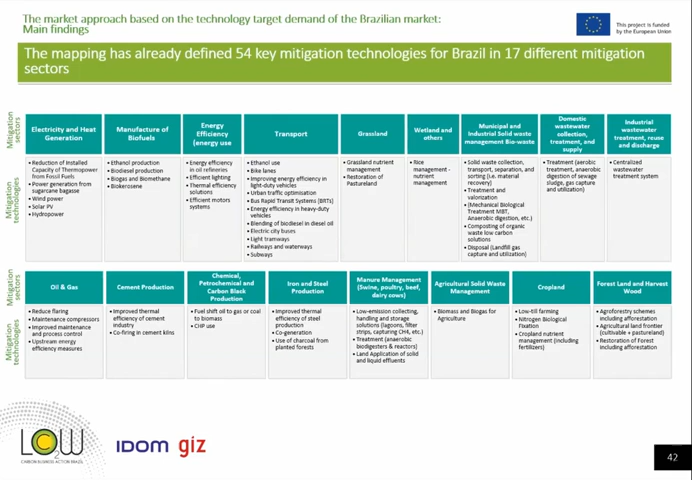 The market approach based on the technology target demand of the Brazilian market:
Main findings
This project is funded
by the European Union
The mapping has already defined 54 key mitigation technologies for Brazil in 17 different mitigation
sectors
Mitigation
sectors
Electricity and Heat
Generation
Manufacture of
Biofuels
Energy
Efficiency
(energy use
Transport
Grassland
Wetland and
others
Municipal and
Industrial Solid waste
management Bio-waste
Domestic
wastewater
collection,
treatment, and
supply
Industrial
wastewater
treatment, reuse
and discharge
Mitigation
technologies
• Reduction of Installed
Capacity of Thermopower
from Fossil Fuels
• Power generation from
sugarcane bagasse
• Wind power
• Solar PV
• Hydropower
• Ethanol production
• Biodiesel production
• Biogas and Biomethane
• Biokerosene
• Energy efficiency
in oil refineries
• Efficient lighting
• Thermal efficiency
solutions
• Efficient motors
systems
• Ethanol use
• Bike lanes
• Improving energy efficiency in
light-duty vehicles
• Urban traffic optimisation
• Bus Rapid Transit Systems (BRTs)
• Energy efficiency in heavy-duty
vehicles
• Blending of biodiesel in diesel oil
• Electric city buses
• Light tramways
• Railways and waterways
• Subways
• Grassland nutrient
management
• Restoration of
Pastureland
• Rice
management -
nutrient
management
• Solid waste collection,
transport, separation, and
sorting (i.e. material
recovery)
• Treatment and
valorization
• (Mechanical Biological
Treatment MBT,
Anaerobic digestion, etc.)
• Composting of organic
waste low carbon
solutions
• Disposal (Landfill gas
capture and utilization)
• Treatment (aerobic
treatment, anaerobic
digestion of sewage
sludge, gas capture
and utilization)
• Centralized
wastewater
treatment system
Mitigation
sectors
Oil & Gas
Cement Production
Chemical,
Petrochemical and
Carbon Black
Production
Iron and Steel
Production
Manure Management
(Swine, poultry, beef,
dairy cows)
Agricultural Solid Waste
Management
Cropland
Forest Land and Harvest
Wood
Mitigation
technologies
• Reduce flaring
• Maintenance compressors
• Improved maintenance
and process control
• Upstream energy
efficiency measures
• Improved thermal
efficiency of cement
industry
• Co-firing in cement kilns
• Fuel shift oil to gas or coal
to biomass
• CHP use
• Improved thermal
efficiency of steel
production
• Co-generation
• Use of charcoal from
planted forests
• Low-emission collecting,
handling and storage
solutions (lagoons, filter
strips, capturing CH4, etc.)
• Treatment (anaerobic
biodigesters & reactors)
• Land Application of solid
and liquid effluents
• Biomass and Biogas for
Agriculture
• Low-till farming
• Nitrogen Biological
Fixation
• Cropland nutrient
management (including
fertilizers)
• Agroforestry schemes
including afforestation
• Agricultural land frontier
(cultivable + pastureland)
• Restoration of Forest
including afforestation
LOW
CO2
CARBON BUSINESS ACTION BRAZIL
IDOM
giz
42